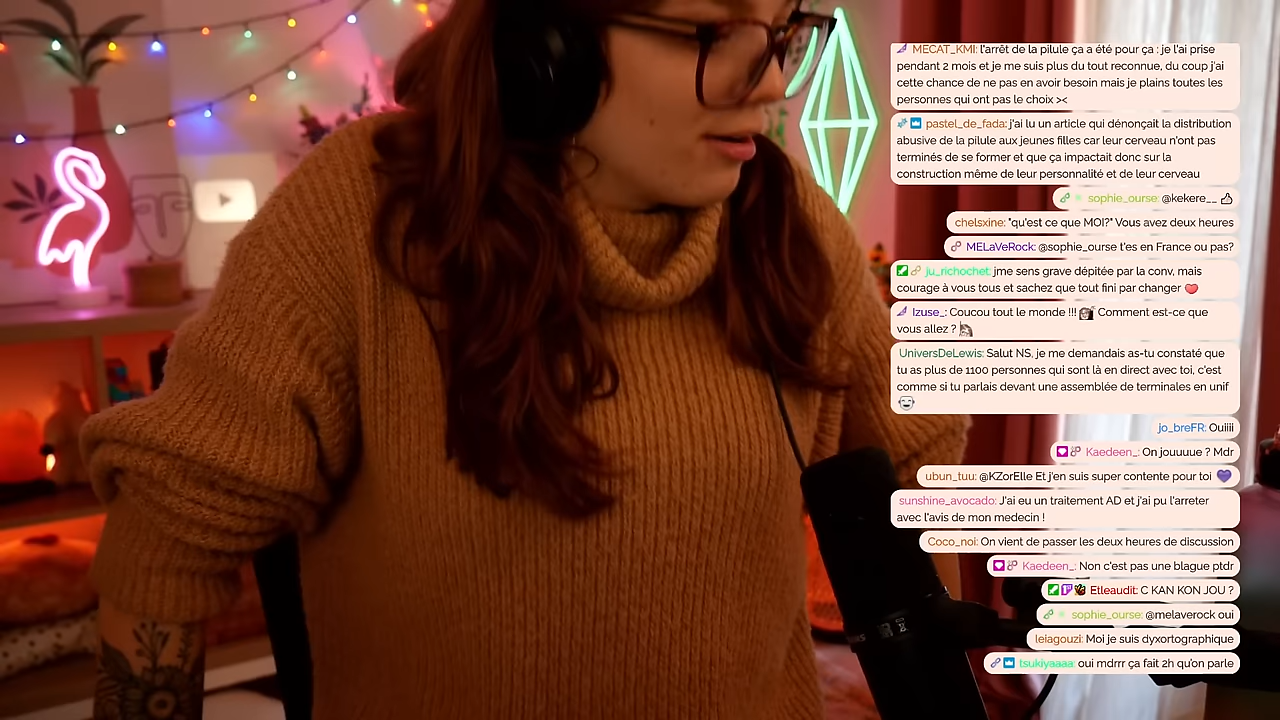 MECAT_KMI: l'arrêt de la pilule ça a été pour ça : je l'ai prise
pendant 2 mois et je me suis plus du tout reconnue, du coup j'ai
cette chance de ne pas en avoir besoin mais je plains toutes les
personnes qui ont pas le choix ><
pastel_de_fada: j'ai lu un article qui dénonçait la distribution
abusive de la pilule aux jeunes filles car leur cerveau n'ont pas
terminés de se former et que ça impactait donc sur la
construction même de leur personnalité et de leur cerveau
sophie_ourse: @kekere__
chelsxine: "qu'est ce que MOI?" Vous avez deux heures
MELaVeRock: @sophie_ourse t'es en France ou pas?
ju_richochet: jme sens grave dépitée par la conv, mais
courage à vous tous et sachez que tout fini par changer
Izuse_: Coucou tout le monde !!! Comment est-ce que
vous allez ?
UniversDeLewis: Salut NS, je me demandais as-tu constaté que
tu as plus de 1100 personnes qui sont là en direct avec toi, c'est
comme si tu parlais devant une assemblée de terminales en unif
jo_breFR: Ouiiii
Kaedeen_: On jouuuue ? Mdr
ubun_tuu: @KZorElle Et j'en suis super contente pour toi
sunshine_avocado: J'ai eu un traitement AD et j'ai pu l'arreter
avec l'avis de mon medecin !
Coco_noi: On vient de passer les deux heures de discussion
Kaedeen_: Non c'est pas une blague ptdr
Etleaudit: C KAN KON JOU ?
sophie_ourse: @melaverock oui
leiagouzi: Moi je suis dyxortographique
tsukiyaaaa: oui mdrrr ça fait 2h qu'on parle